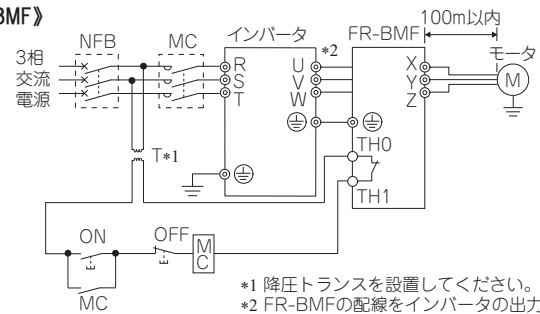 BMF》
100m以内
NFB
MC
インバータ
*2
FR-BMF
モータ
3相
交流
電源
R
S
T
U
V
W
X
Y
Z
M
TH0
TH1
T*1
ON
OFF
MC
MC
*1 降圧トランスを設置してください。
*2 FR-BMFの配線をインバータの出力